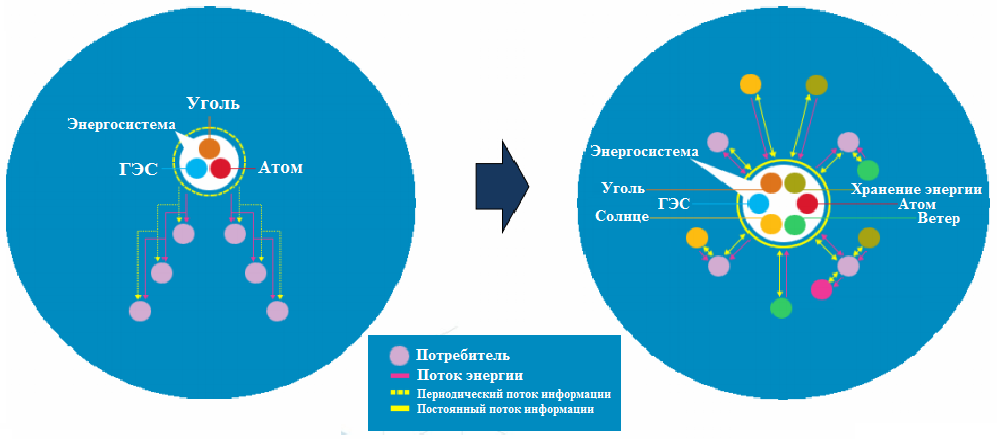 Уголь
Энергосистема
ГЭС
Атом
Энергосистема
Уголь
Хранение энергии
ГЭС
Атом
Солнце
Ветер
Потребитель
Поток энергии
Периодический поток информации
Постоянный поток информации